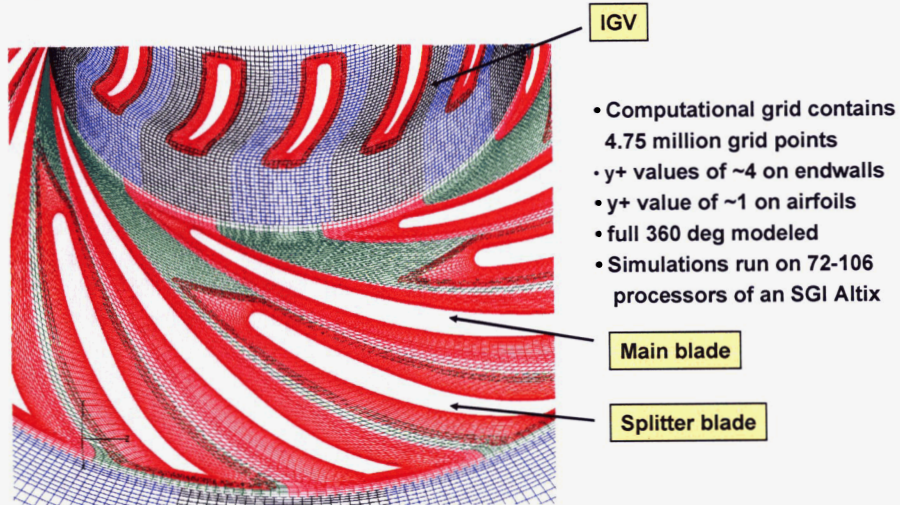 IGV
• Computational grid contains
4.75 million grid points
• y+ values of ~4 on endwalls
• y+ value of ~1 on airfoils
• full 360 deg modeled
• Simulations run on 72-106
processors of an SGI Altix
Main blade
Splitter blade